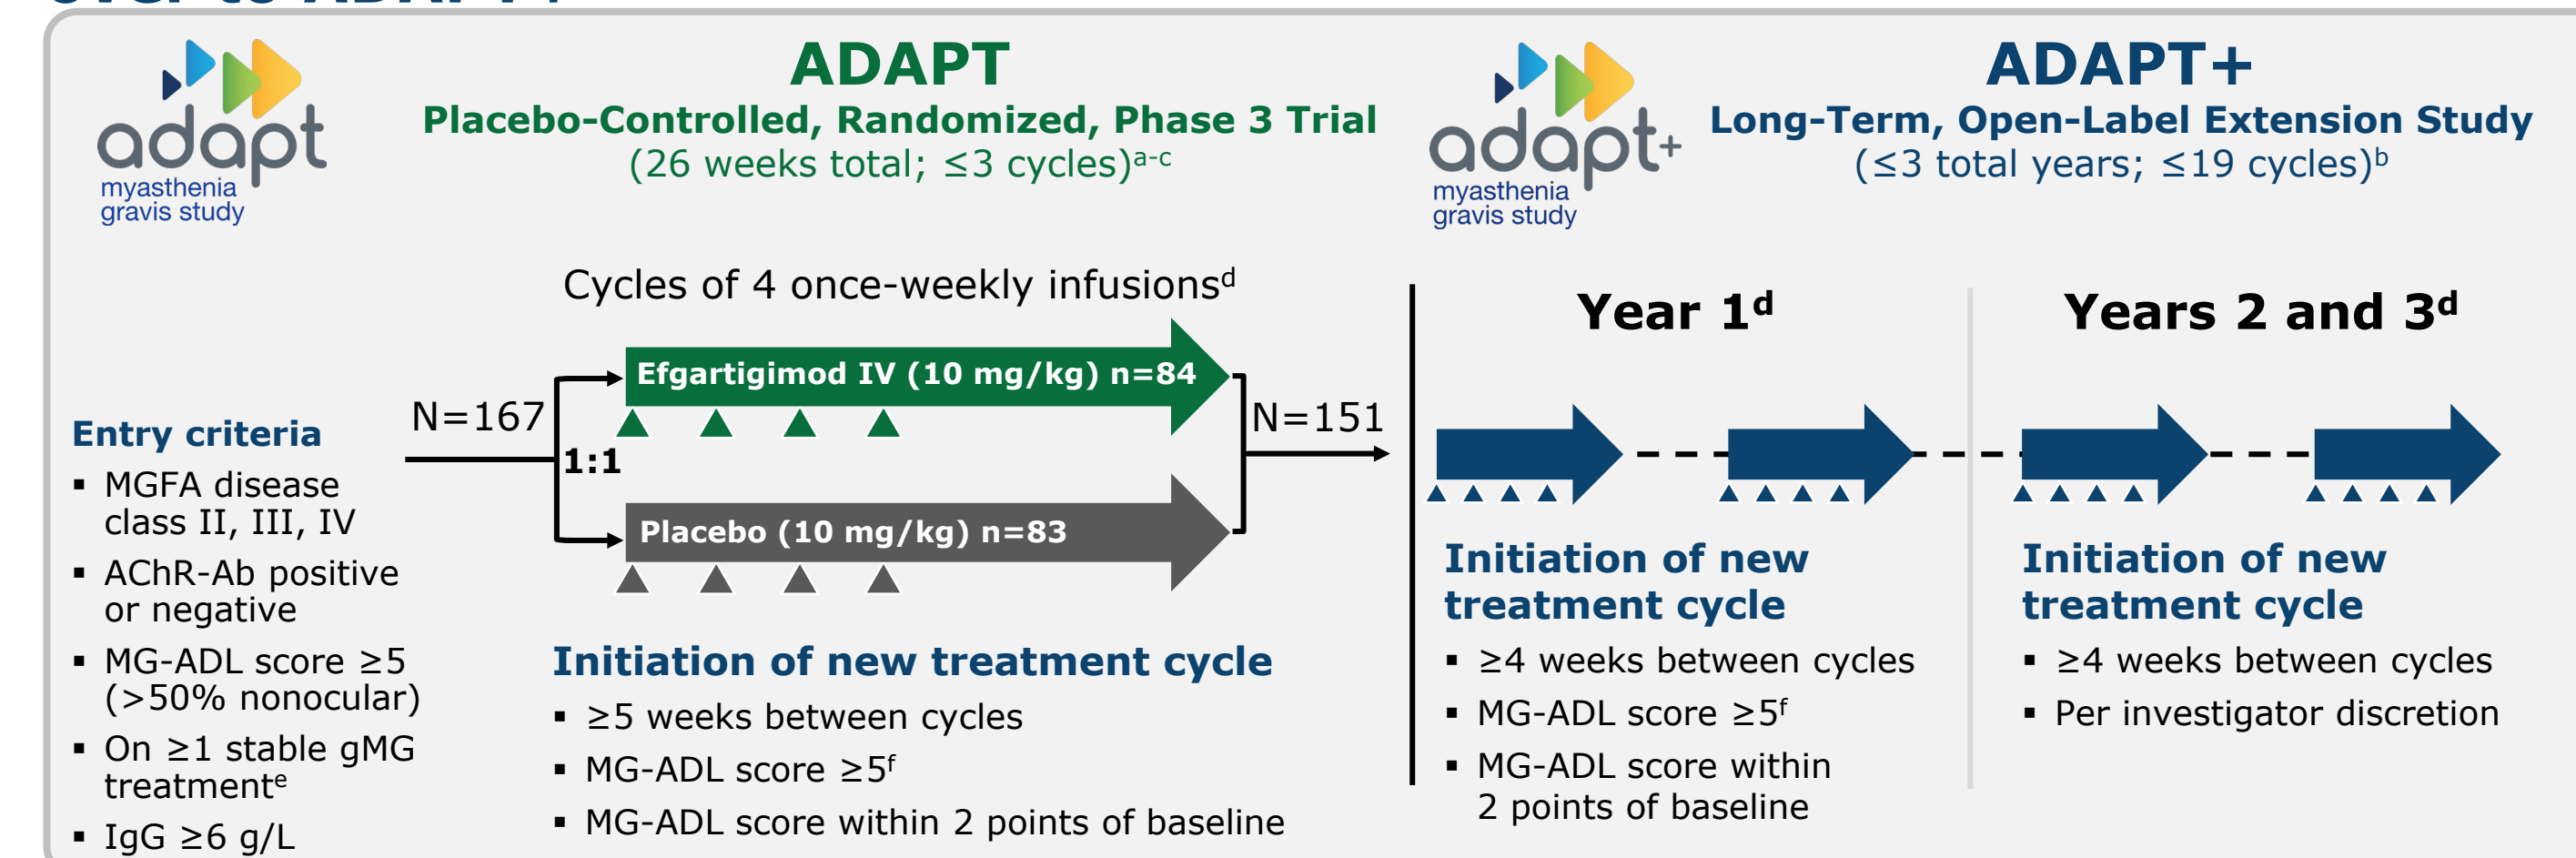 over to ADAPT+
adapt
myasthenia
gravis study
ADAPT
Placebo-Controlled, Randomized, Phase 3 Trial
(26 weeks total; ≤3 cycles)a-c
adapt+
myasthenia
gravis study
ADAPT+
Long-Term, Open-Label Extension Study
(≤3 total years; ≤19 cycles)b
Entry criteria
▪ MGFA disease
class II, III, IV
▪ AChR-Ab positive
or negative
▪ MG-ADL score ≥5
(>50% nonocular)
▪ On ≥1 stable gMG
treatmente
▪ IgG ≥6 g/L
N=167
1:1
Cycles of 4 once-weekly infusionsd
Efgartigimod IV (10 mg/kg) n=84
Placebo (10 mg/kg) n=83
N=151
Initiation of new treatment cycle
▪ ≥5 weeks between cycles
▪ MG-ADL score ≥5f
▪ MG-ADL score within 2 points of baseline
Year 1d
Initiation of new
treatment cycle
▪ ≥4 weeks between cycles
▪ MG-ADL score ≥5f
▪ MG-ADL score within
2 points of baseline
Years 2 and 3d
Initiation of new
treatment cycle
▪ ≥4 weeks between cycles
▪ Per investigator discretion